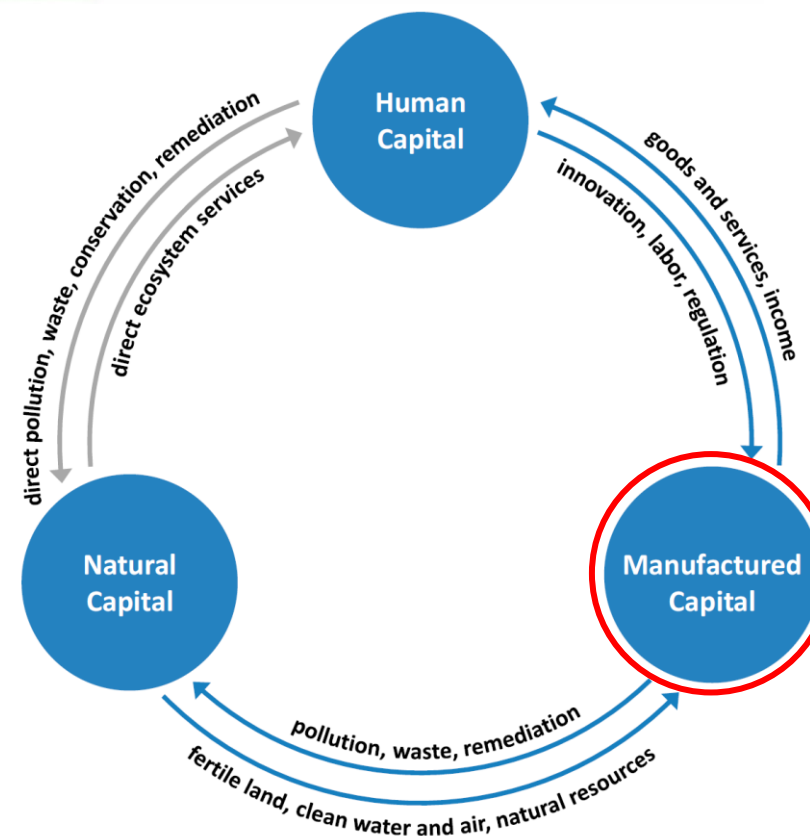 Human
Capital
direct pollution, waste, conservation, remediation
direct ecosystem services
goods and services, income
innovation, labor, regulation
Natural
Capital
Manufactured
Capital
pollution, waste, remediation
fertile land, clean water and air, natural resources